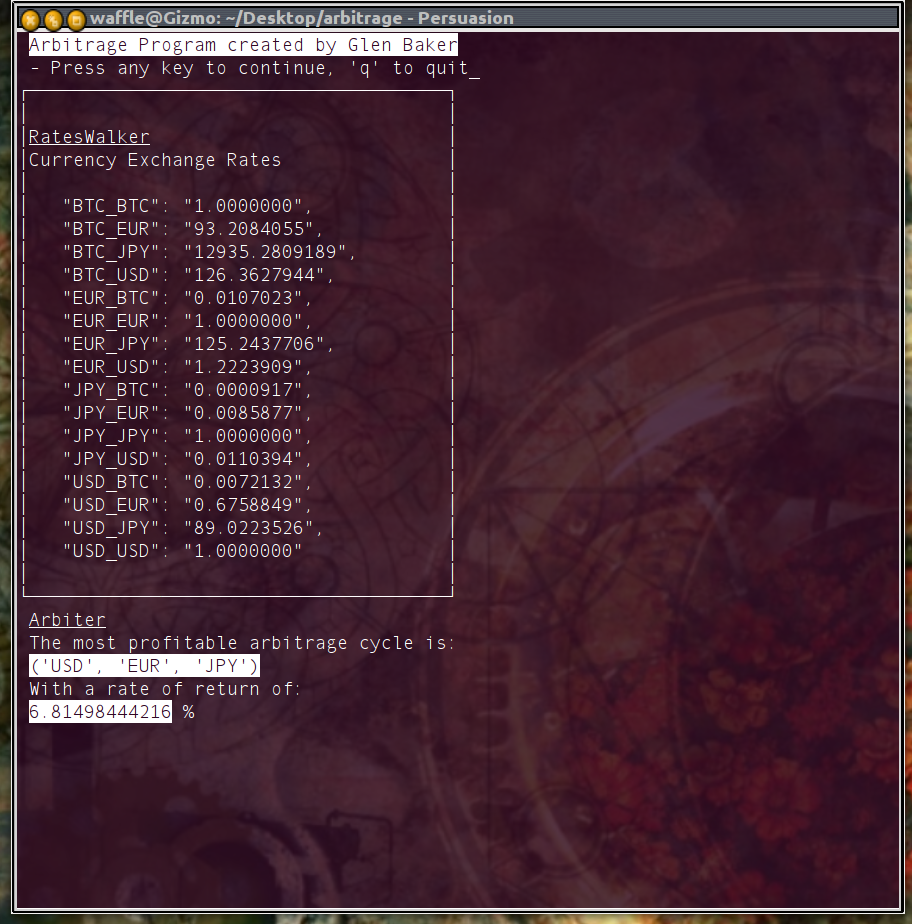 waffle@Gizmo: ~/Desktop/arbitrage - Persuasion
Arbitrage Program created by Glen Baker
- Press any key to continue, 'q' to quit_
RatesWalker
Currency Exchange Rates
"BTC_BTC": "1.0000000",
"BTC_EUR": "93.2084055",
"BTC_JPY": "12935.2809189",
"BTC_USD": "126.3627944",
"EUR_BTC": "0.0107023",
"EUR_EUR": "1.0000000",
"EUR_JPY": "125.2437706",
"EUR_USD": "1.2223909",
"JPY_BTC": "0.0000917",
"JPY_EUR": "0.0085877",
"JPY_JPY": "1.0000000",
"JPY_USD": "0.0110394",
"USD_BTC": "0.0072132",
"USD_EUR": "0.6758849",
"USD_JPY": "89.0223526",
"USD_USD": "1.0000000"
Arbiter
The most profitable arbitrage cycle is:
('USD', 'EUR', 'JPY')
With a rate of return of:
6.81498444216 %